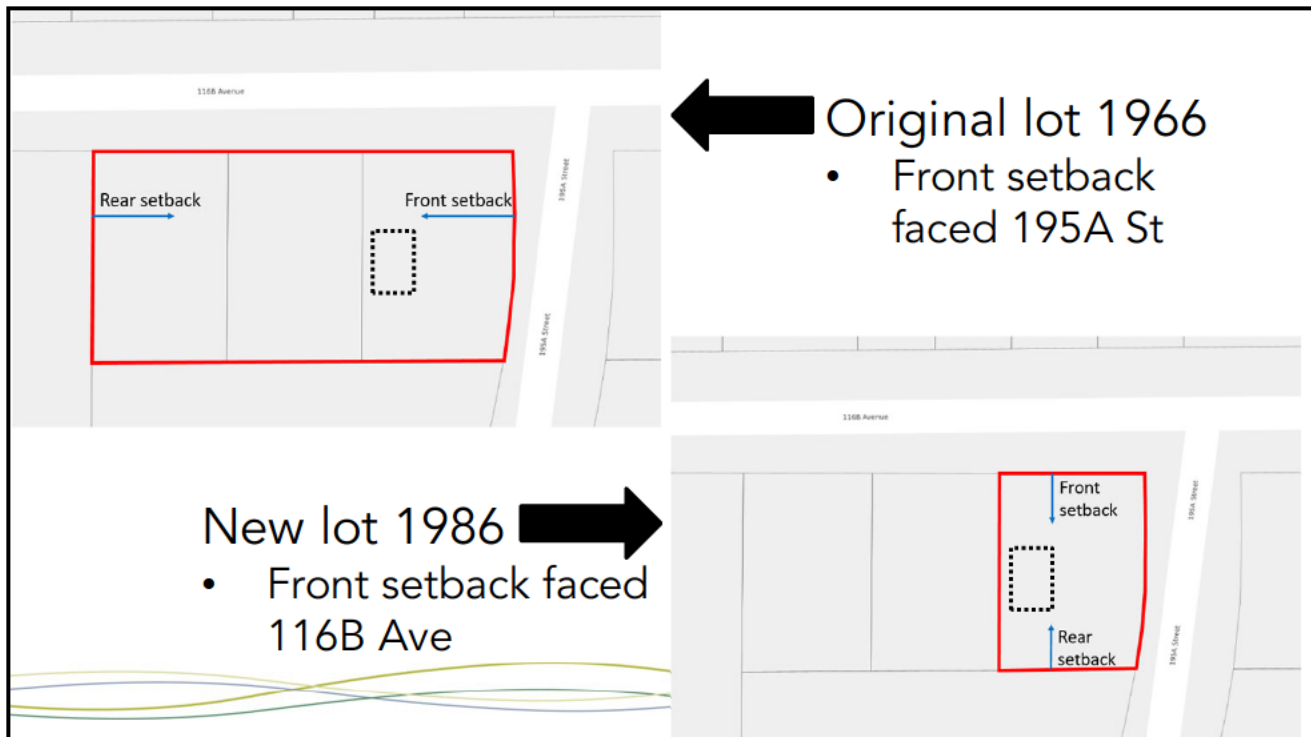 116B Avenue
195A Street
Rear setback
Front setback
195A Street
Original lot 1966
• Front setback
faced 195A St
New lot 1986
• Front setback faced
116B Ave
116B Avenue
Front
setback
195A Street
Rear
setback
195A Street